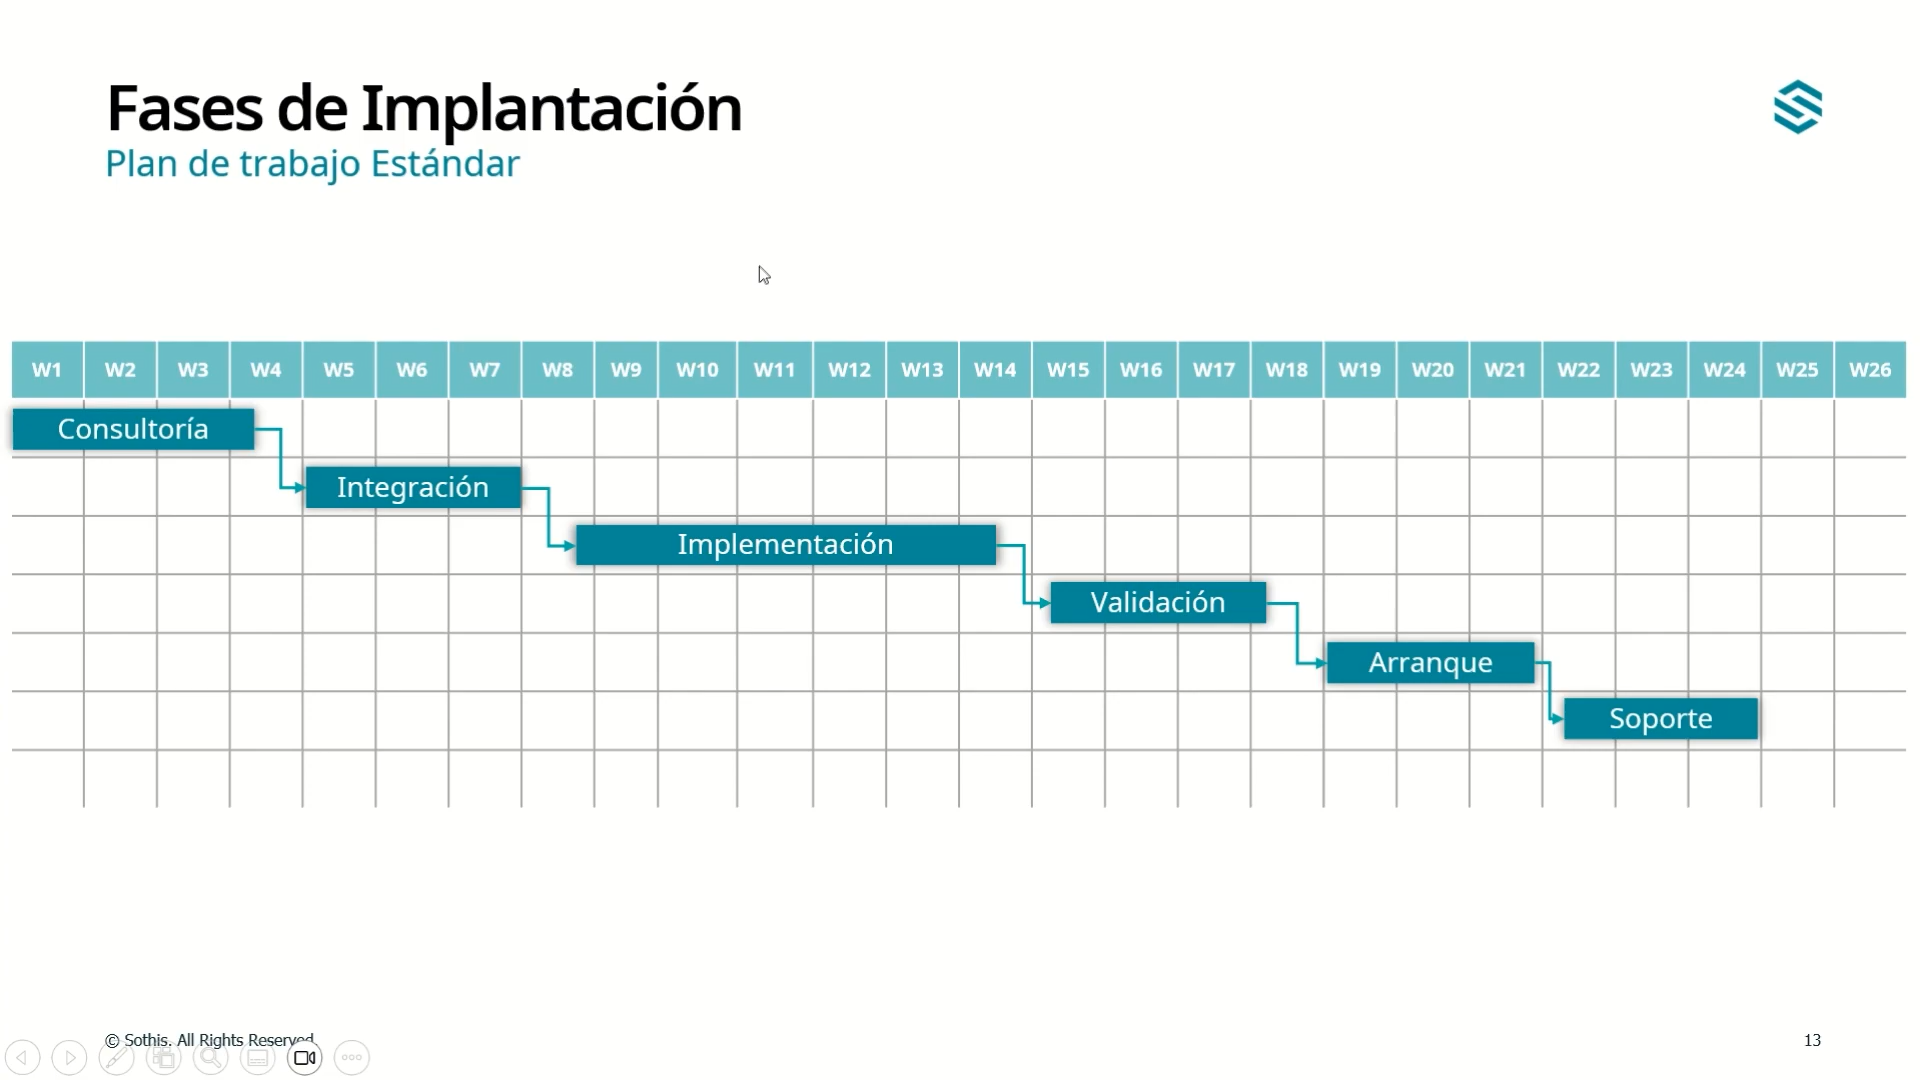 Fases de Implantación
Plan de trabajo Estándar
W1 W2 W3 W4 W5 W6 W7 W8 W9 W10 W11 W12 W13 W14 W15 W16 W17 W18 W19 W20 W21 W22 W23 W24 W25 W26
Consultoría
Integración
Implementación
Validación
Arranque
Soporte
© Sothis. All Rights Reserved.
13